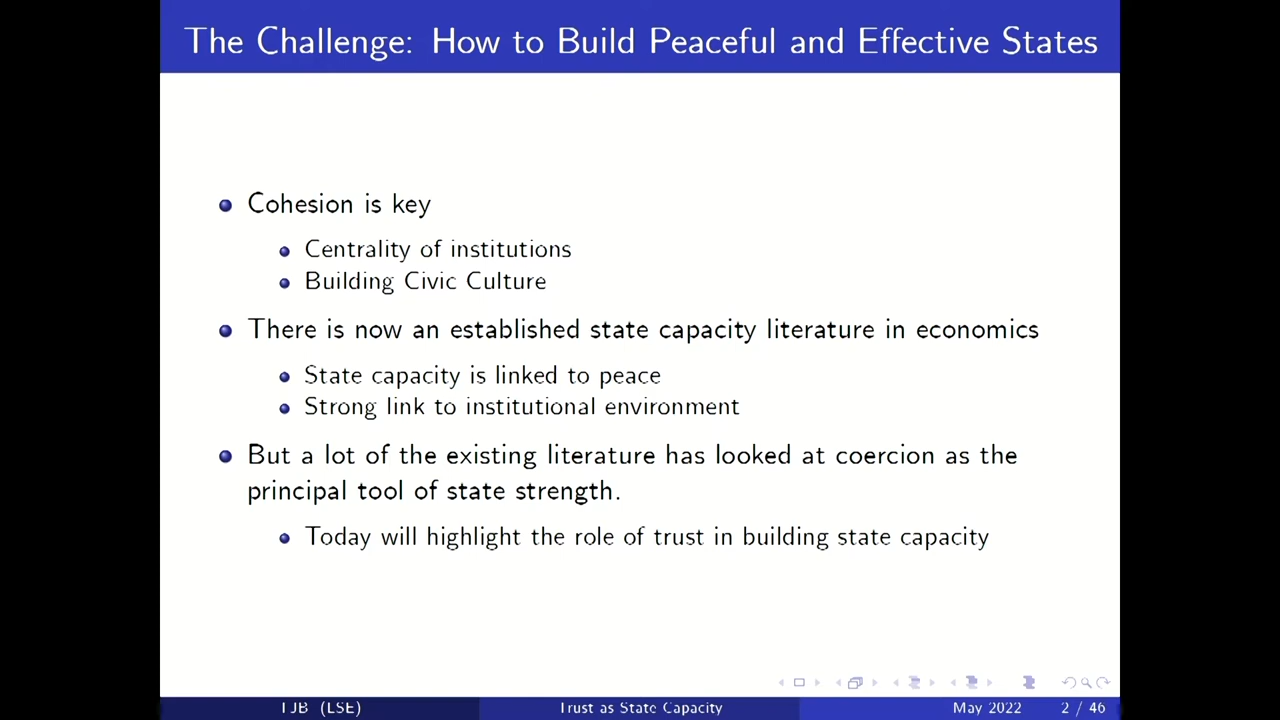 The Challenge: How to Build Peaceful and Effective States
Cohesion is key
Centrality of institutions
Building Civic Culture
There is now an established state capacity literature in economics
State capacity is linked to peace
Strong link to institutional environment
But a lot of the existing literature has looked at coercion as the
principal tool of state strength.
Today will highlight the role of trust in building state capacity
TJB (LSE)
Trust as State Capacity
May 2022
2 / 46